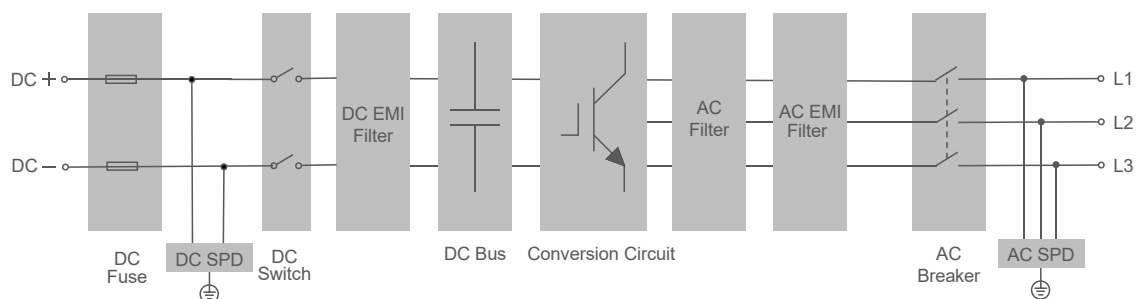 DC +
DC −
DC EMI
Filter
AC
Filter
AC EMI
Filter
L1
L2
L3
DC
Fuse
DC SPD
DC
Switch
DC Bus
Conversion Circuit
AC
Breaker
AC SPD